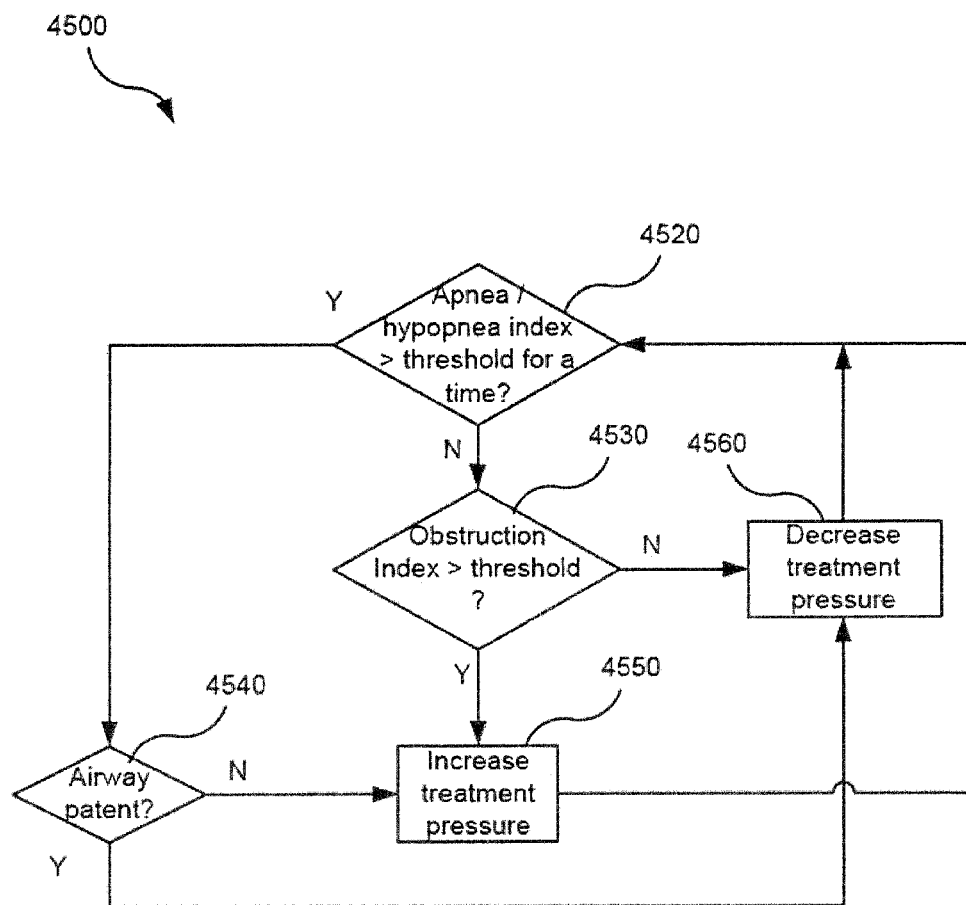 4500
4520
Y
Apnea /
hypopnea index
> threshold for a
time?
N
4530
4560
Obstruction
Index > threshold
?
N
Decrease
treatment
pressure
Y
4550
4540
Airway
patent?
N
Increase
treatment
pressure
Y